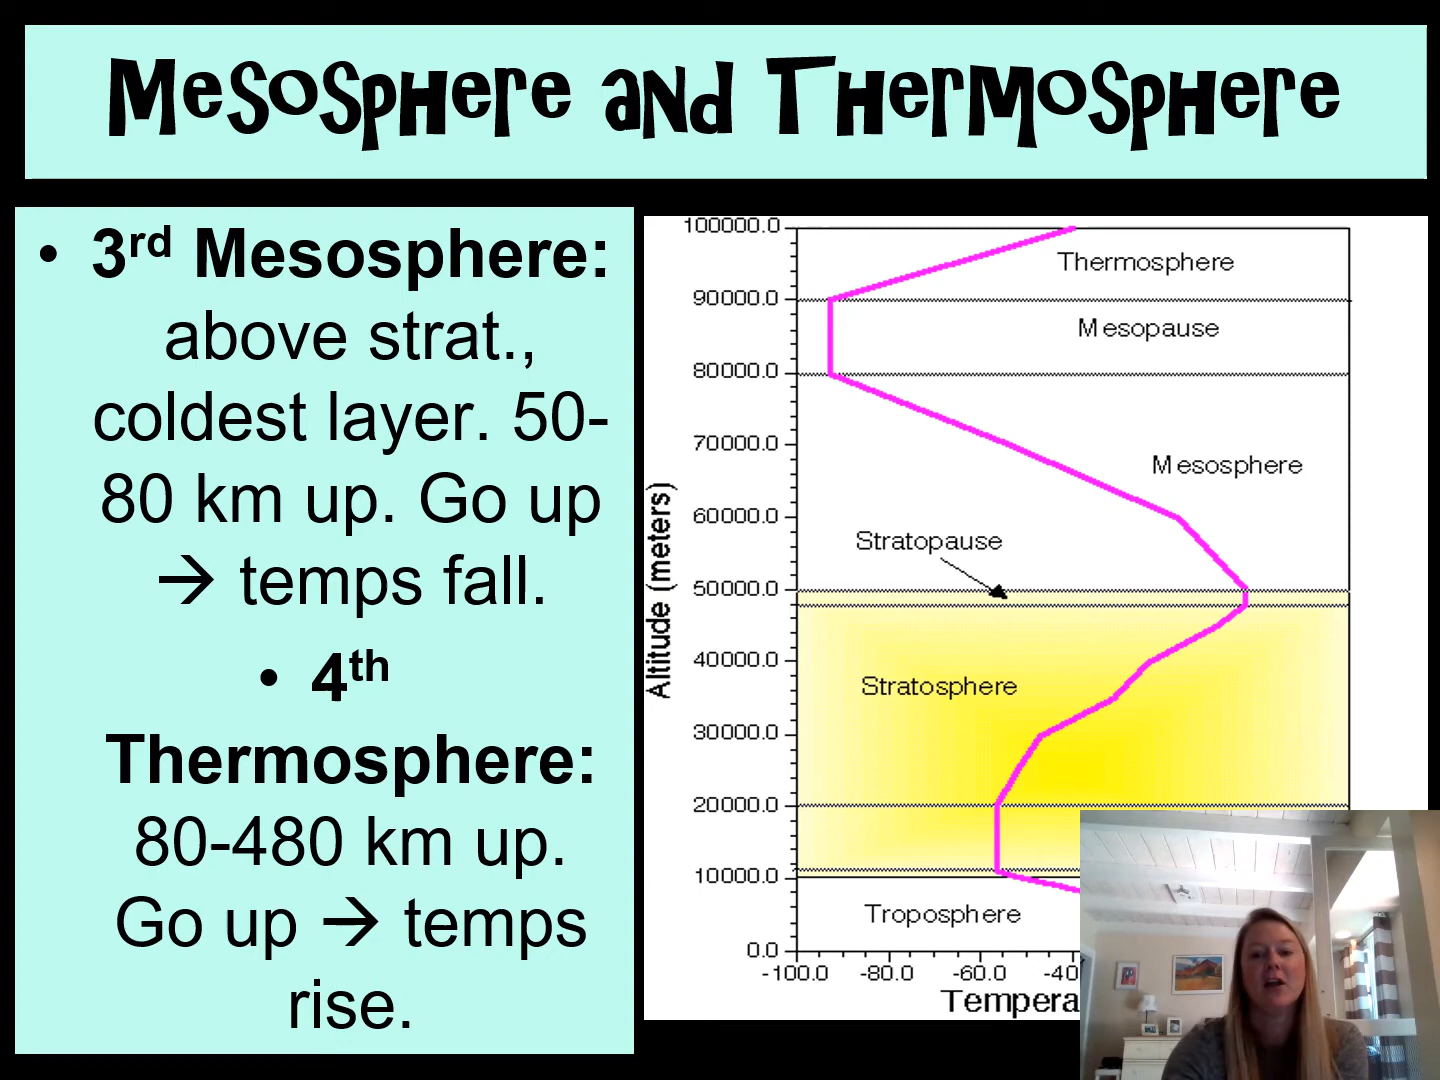 Mesosphere and Thermosphere
• 3rd Mesosphere:
above strat.,
coldest layer. 50-
80 km up. Go up
→ temps fall.
• 4th
Thermosphere:
80-480 km up.
Go up → temps
rise.
100000.0
Thermosphere
90000.0
Mesopause
80000.0
70000.0
Mesosphere
60000.0
Stratopause
50000.0
40000.0
Stratosphere
30000.0
20000.0
10000.0
Troposphere
0.0
Altitude (meters)
-100.0 -80.0 -60.0 -40
Tempera